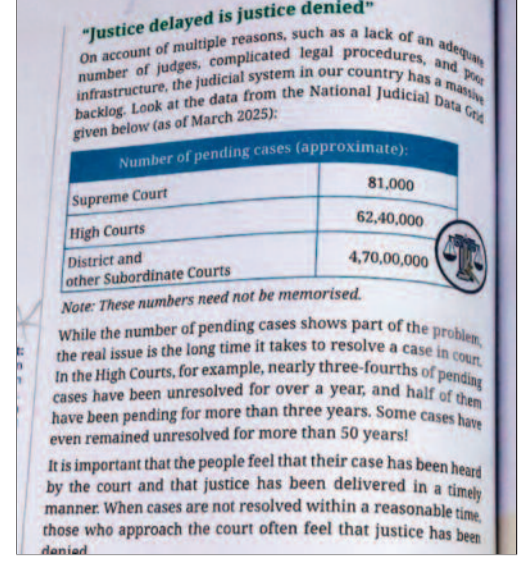 "Justice delayed is justice denied"
On account of multiple reasons, such as a lack of an adequate
number of judges, complicated legal procedures, and poor
infrastructure, the judicial system in our country has a massive
backlog. Look at the data from the National Judicial Data Grid
given below (as of March 2025):
Number of pending cases (approximate):
Supreme Court 81,000
High Courts 62,40,000
District and
other Subordinate Courts 4,70,00,000
Note: These numbers need not be memorised.
While the number of pending cases shows part of the problem,
the real issue is the long time it takes to resolve a case in court.
In the High Courts, for example, nearly three-fourths of pending
cases have been unresolved for over a year, and half of them
have been pending for more than three years. Some cases have
even remained unresolved for more than 50 years!
It is important that the people feel that their case has been heard
by the court and that justice has been delivered in a timely
manner. When cases are not resolved within a reasonable time,
those who approach the court often feel that justice has been
denied